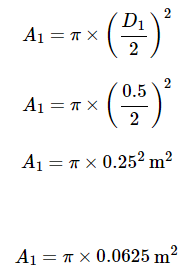 A₁ = π × (D₁/2)²
A₁ = π × (0.5/2)²
A₁ = π × 0.25² m²
A₁ = π × 0.0625 m²